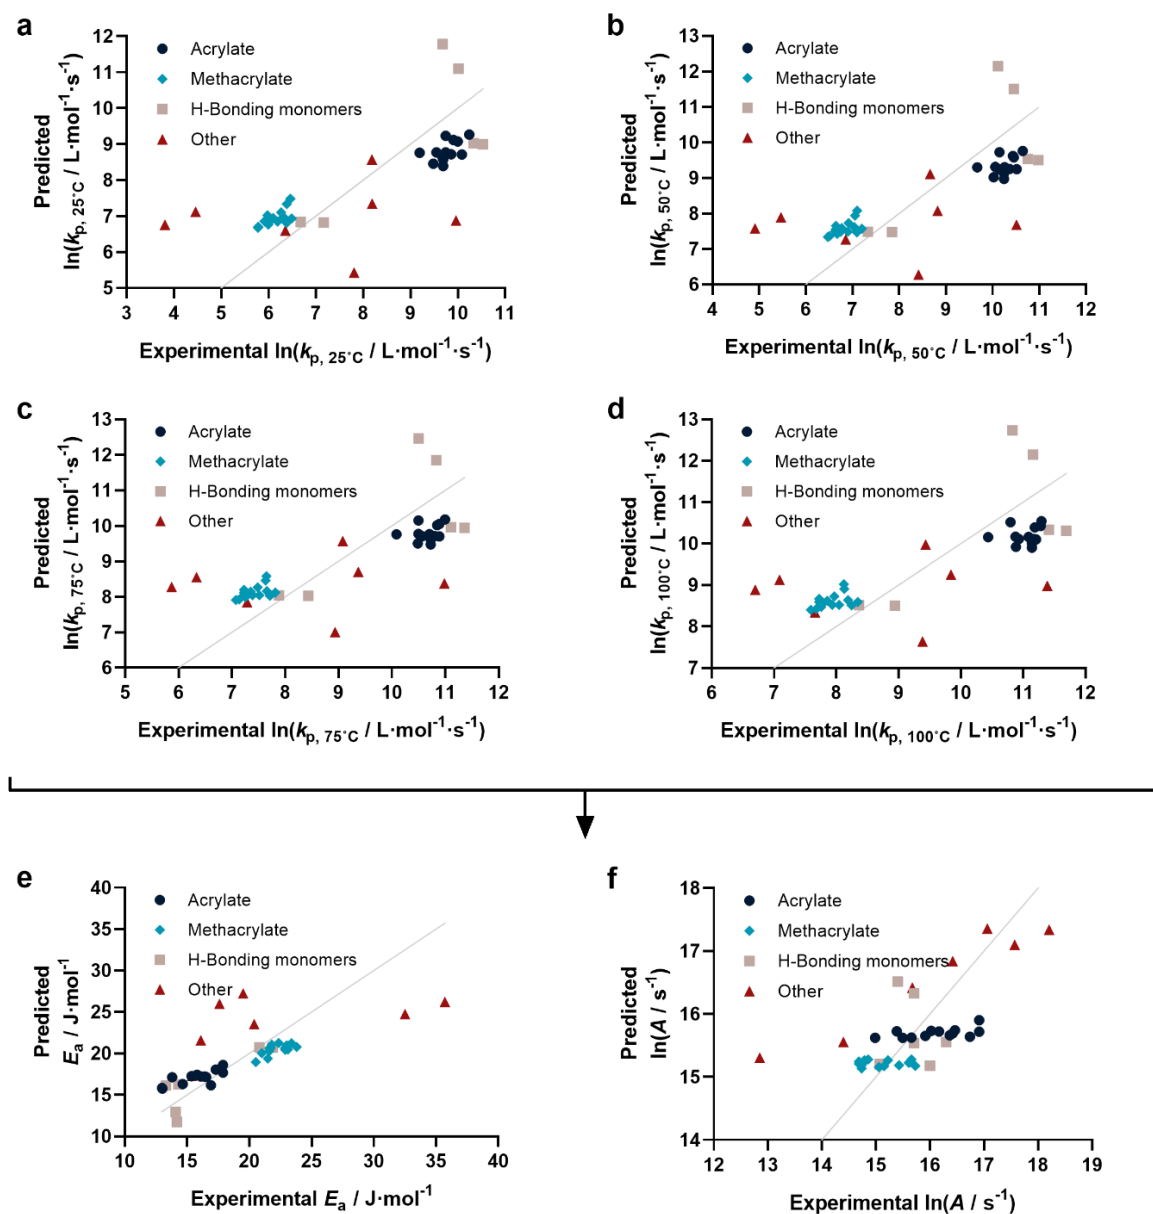 a
12
11
10
9
8
7
6
5
3 4 5 6 7 8 9 10 11
Acrylate
Methacrylate
H-Bonding monomers
Other
Predicted
ln(kp, 25°C / L·mol⁻¹·s⁻¹)
Experimental ln(kp, 25°C / L·mol⁻¹·s⁻¹)
b
13
12
11
10
9
8
7
6
4 5 6 7 8 9 10 11 12
Acrylate
Methacrylate
H-Bonding monomers
Other
Predicted
ln(kp, 50°C / L·mol⁻¹·s⁻¹)
Experimental ln(kp, 50°C / L·mol⁻¹·s⁻¹)
c
13
12
11
10
9
8
7
6
5 6 7 8 9 10 11 12
Acrylate
Methacrylate
H-Bonding monomers
Other
Predicted
ln(kp, 75°C / L·mol⁻¹·s⁻¹)
Experimental ln(kp, 75°C / L·mol⁻¹·s⁻¹)
d
13
12
11
10
9
8
7
6 7 8 9 10 11 12
Acrylate
Methacrylate
H-Bonding monomers
Other
Predicted
ln(kp, 100°C / L·mol⁻¹·s⁻¹)
Experimental ln(kp, 100°C / L·mol⁻¹·s⁻¹)
e
40
35
30
25
20
15
10
10 15 20 25 30 35 40
Acrylate
Methacrylate
H-Bonding monomers
Other
Predicted
Ea / J·mol⁻¹
Experimental Ea / J·mol⁻¹
f
18
17
16
15
14
12 13 14 15 16 17 18 19
Acrylate
Methacrylate
H-Bonding monomers
Other
Predicted
ln(A / s⁻¹)
Experimental ln(A / s⁻¹)